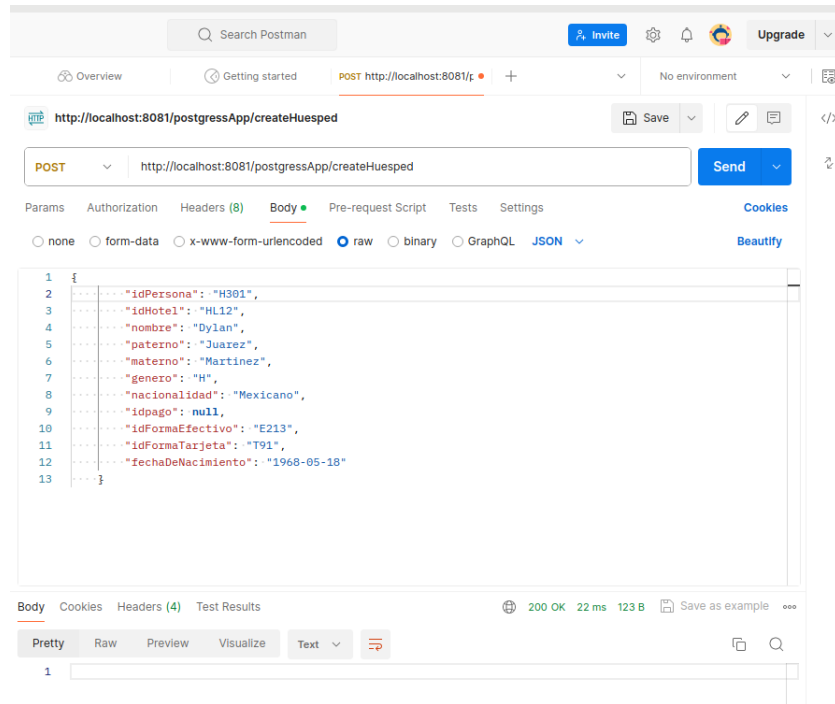 Search Postman
Invite
Upgrade
Overview
Getting started
POST http://localhost:8081/p
No environment
HTTP http://localhost:8081/postgressApp/createHuesped
Save
POST http://localhost:8081/postgressApp/createHuesped
Send
Params Authorization Headers (8) Body Pre-request Script Tests Settings Cookies
none form-data x-www-form-urlencoded raw binary GraphQL JSON Beautify
1 {
2 "idPersona": "H301",
3 "idHotel": "HL12",
4 "nombre": "Dylan",
5 "paterno": "Juarez",
6 "materno": "Martinez",
7 "genero": "H",
8 "nacionalidad": "Mexicano",
9 "idpago": null,
10 "idFormaEfectivo": "E213",
11 "idFormaTarjeta": "T91",
12 "fechaDeNacimiento": "1968-05-18"
13 }
Body Cookies Headers (4) Test Results 200 OK 22 ms 123 B Save as example
Pretty Raw Preview Visualize Text
1